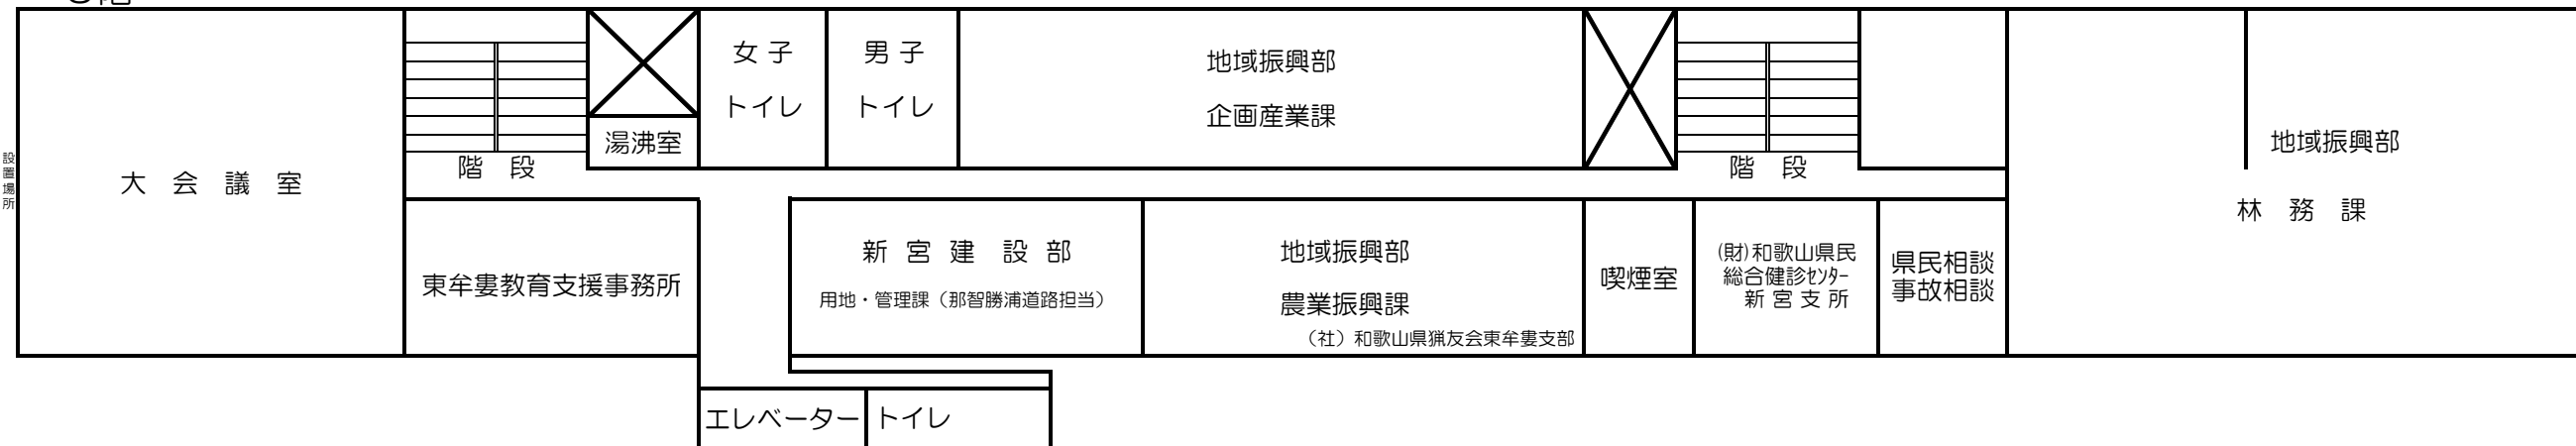 階
設置場所
大会議室
階段
湯沸室
女子
トイレ
男子
トイレ
地域振興部
企画産業課
階段
地域振興部
林務課
東牟婁教育支援事務所
新宮建設部
用地・管理課（那智勝浦道路担当）
地域振興部
農業振興課
（社）和歌山県猟友会東牟婁支部
喫煙室
(財)和歌山県民
総合健診ｾﾝﾀｰ
新宮支所
県民相談
事故相談
エレベーター
トイレ